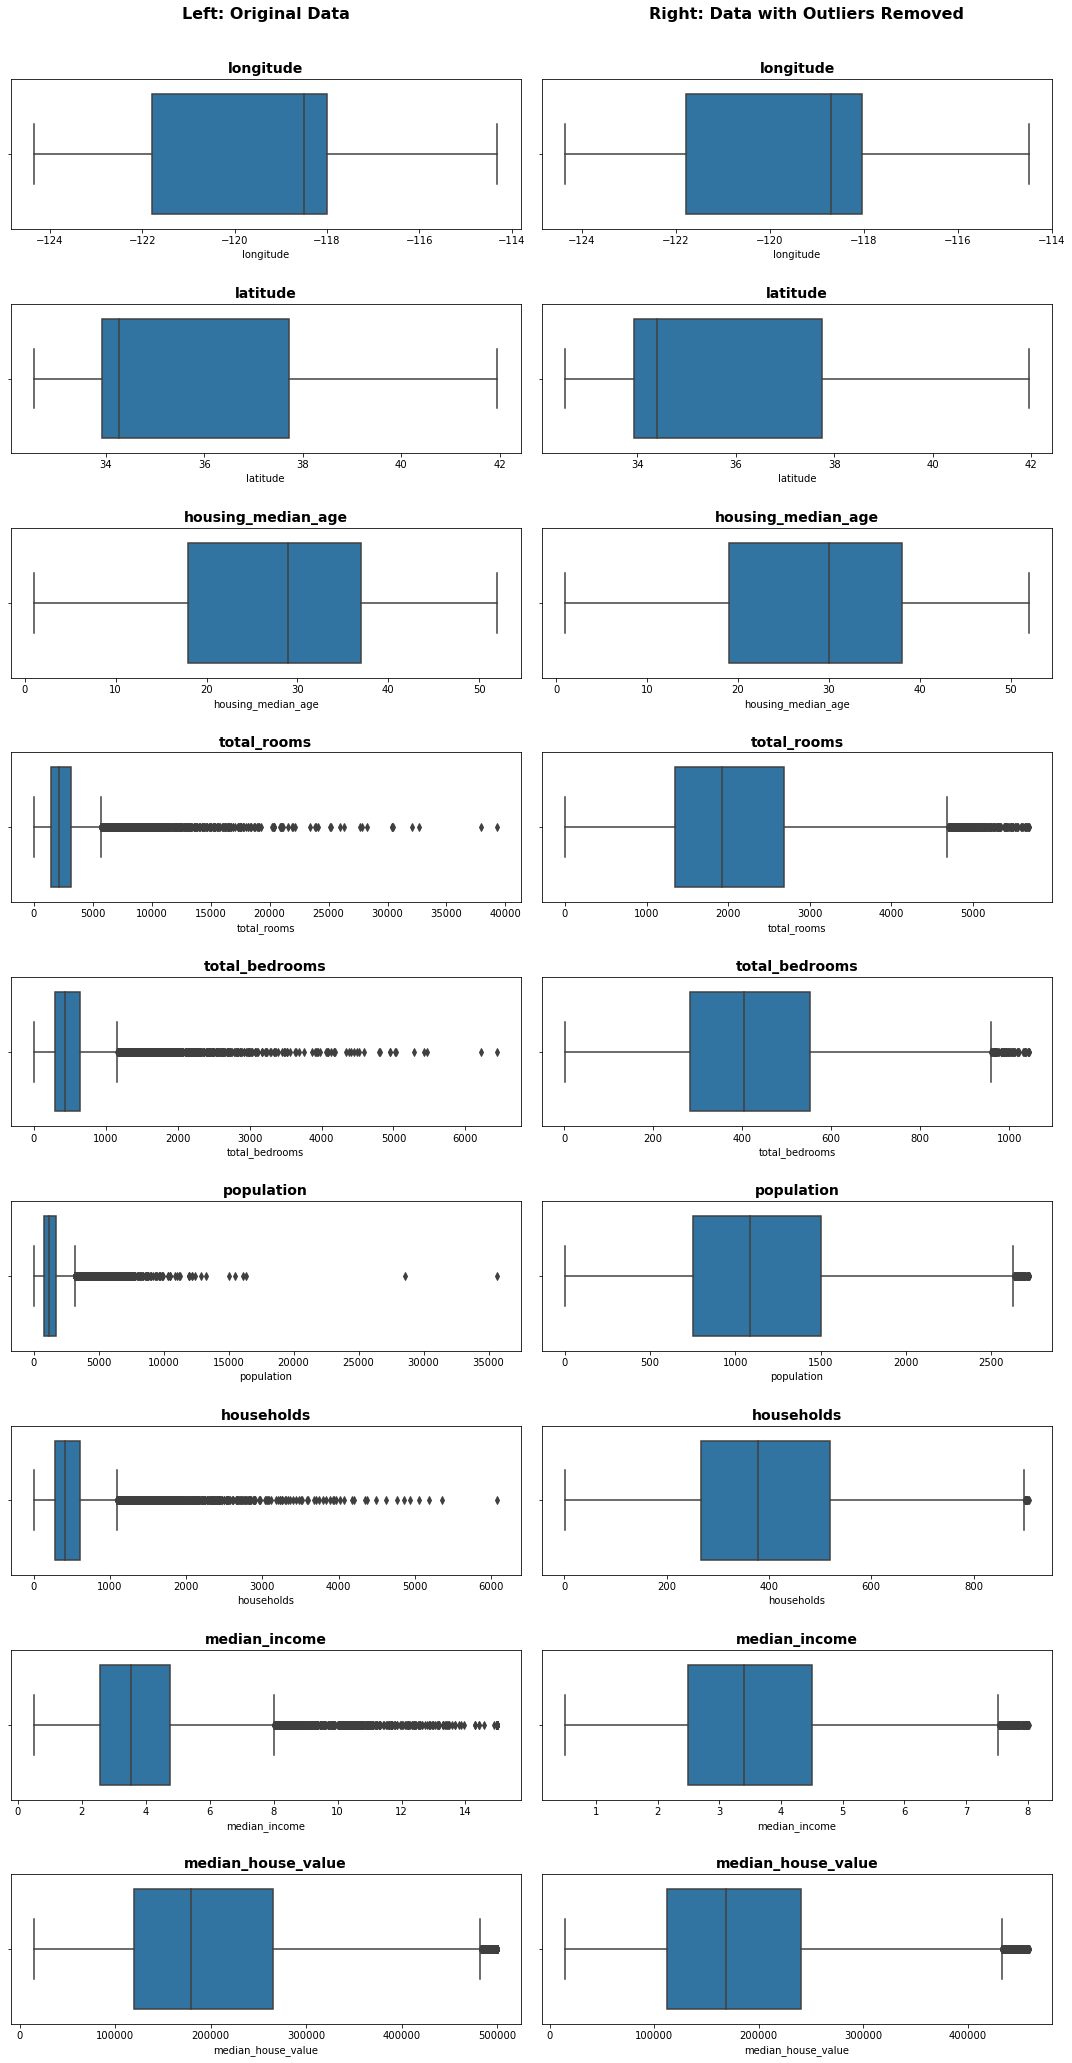 Left: Original Data
Right: Data with Outliers Removed
longitude
longitude
−124 −122 −120 −118 −116 −114
longitude
−124 −122 −120 −118 −116 −114
longitude
latitude
latitude
34 36 38 40 42
latitude
34 36 38 40 42
latitude
housing_median_age
housing_median_age
0 10 20 30 40 50
housing_median_age
0 10 20 30 40 50
housing_median_age
total_rooms
total_rooms
0 5000 10000 15000 20000 25000 30000 35000 40000
total_rooms
0 1000 2000 3000 4000 5000
total_rooms
total_bedrooms
total_bedrooms
0 1000 2000 3000 4000 5000 6000
total_bedrooms
0 200 400 600 800 1000
total_bedrooms
population
population
0 5000 10000 15000 20000 25000 30000 35000
population
0 500 1000 1500 2000 2500
population
households
households
0 1000 2000 3000 4000 5000 6000
households
0 200 400 600 800
households
median_income
median_income
0 2 4 6 8 10 12 14
median_income
1 2 3 4 5 6 7 8
median_income
median_house_value
median_house_value
0 100000 200000 300000 400000 500000
median_house_value
0 100000 200000 300000 400000
median_house_value